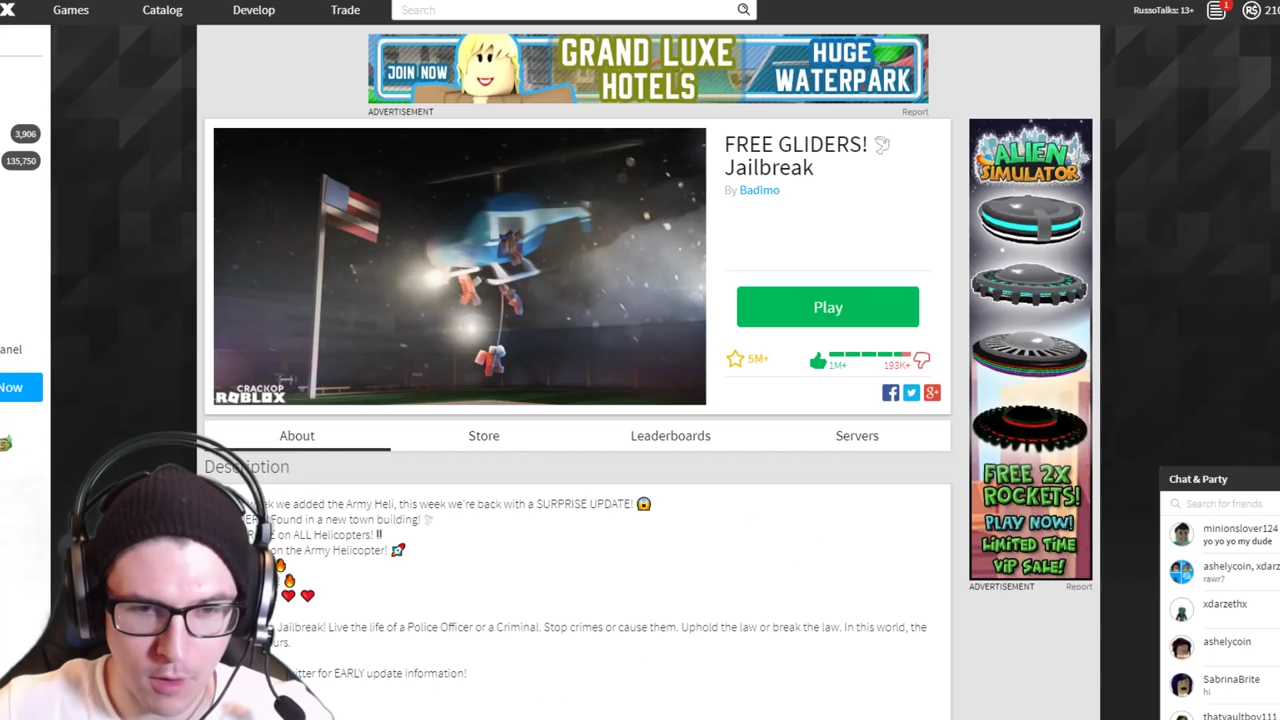 X Games Catalog Develop Trade Search RussoTalks: 13+ 1 210
JOIN NOW GRAND LUXE HOTELS HUGE WATERPARK
ADVERTISEMENT Report
3,906
135,750
FREE GLIDERS!
Jailbreak
By Badimo
Play
5M+ 1M+ 193K+
CRACKOP
ROBLOX
anel
Now
About Store Leaderboards Servers
Description
we added the Army Heli, this week we're back with a SURPRISE UPDATE!
Found in a new town building!
on ALL Helicopters!!
on the Army Helicopter!
Jailbreak! Live the life of a Police Officer or a Criminal. Stop crimes or cause them. Uphold the law or break the law. In this world, the
for EARLY update information!
ALIEN
SIMULATOR
FREE 2X
ROCKETS!
PLAY NOW!
LIMITED TIME
VIP SALE!
ADVERTISEMENT Report
Chat & Party
Search for friends
minionslover124
yo yo yo my dude
ashelycoin, xdarz
rawr?
xdarzethx
ashelycoin
SabrinaBrite
hi
thatvaultboy111